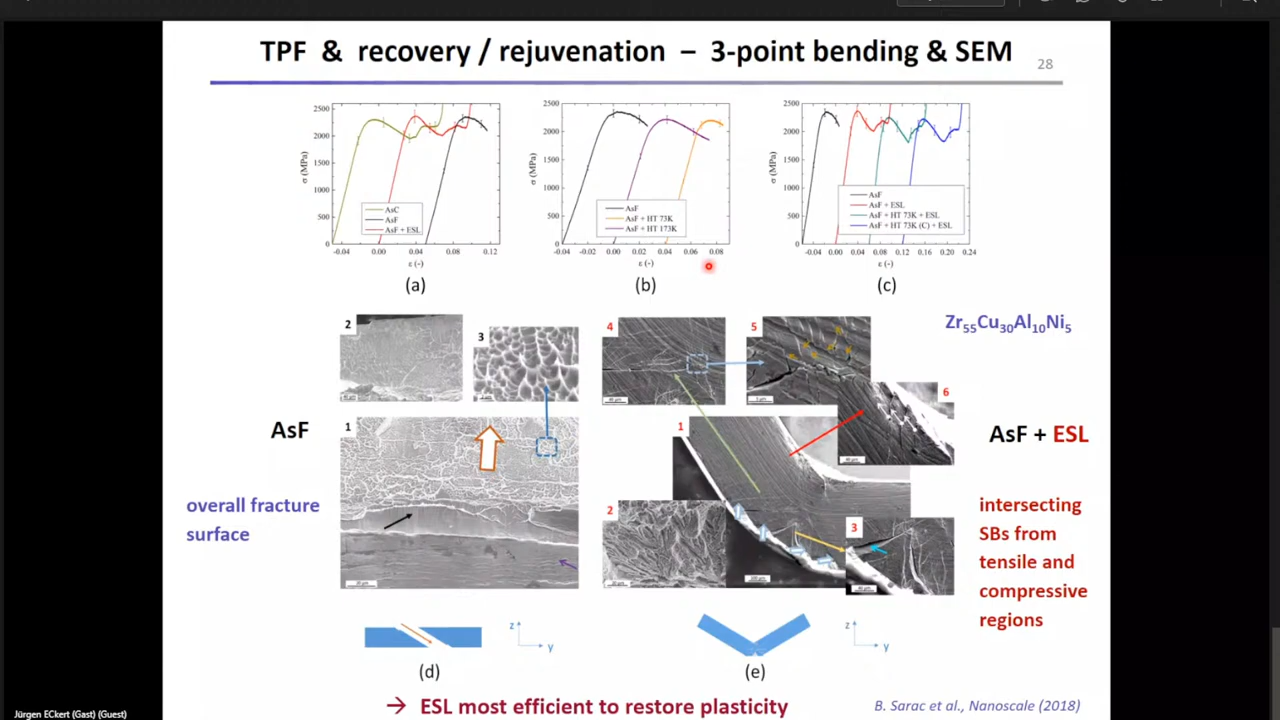 TPF & recovery / rejuvenation – 3-point bending & SEM
28
2500
2000
1500
1000
500
0
σ (MPa)
AsC
AsF
AsF + ESL
-0.04 0.00 0.04 0.08 0.12
ε (-)
(a)
2500
2000
1500
1000
500
0
σ (MPa)
AsF
AsF + HT 73K
AsF + HT 173K
-0.04 -0.02 0.00 0.02 0.04 0.06 0.08
ε (-)
(b)
2500
2000
1500
1000
500
0
σ (MPa)
AsF
AsF + ESL
AsF + HT 73K + ESL
AsF + HT 73K (C) + ESL
-0.04 0.00 0.04 0.08 0.12 0.16 0.20 0.24
ε (-)
(c)
Zr55Cu30Al10Ni5
2
3
1
AsF
overall fracture
surface
4
5
6
1
2
3
AsF + ESL
intersecting
SBs from
tensile and
compressive
regions
z
y
(d)
z
y
(e)
→ ESL most efficient to restore plasticity
B. Sarac et al., Nanoscale (2018)
Jürgen ECkert (Gast) (Guest)